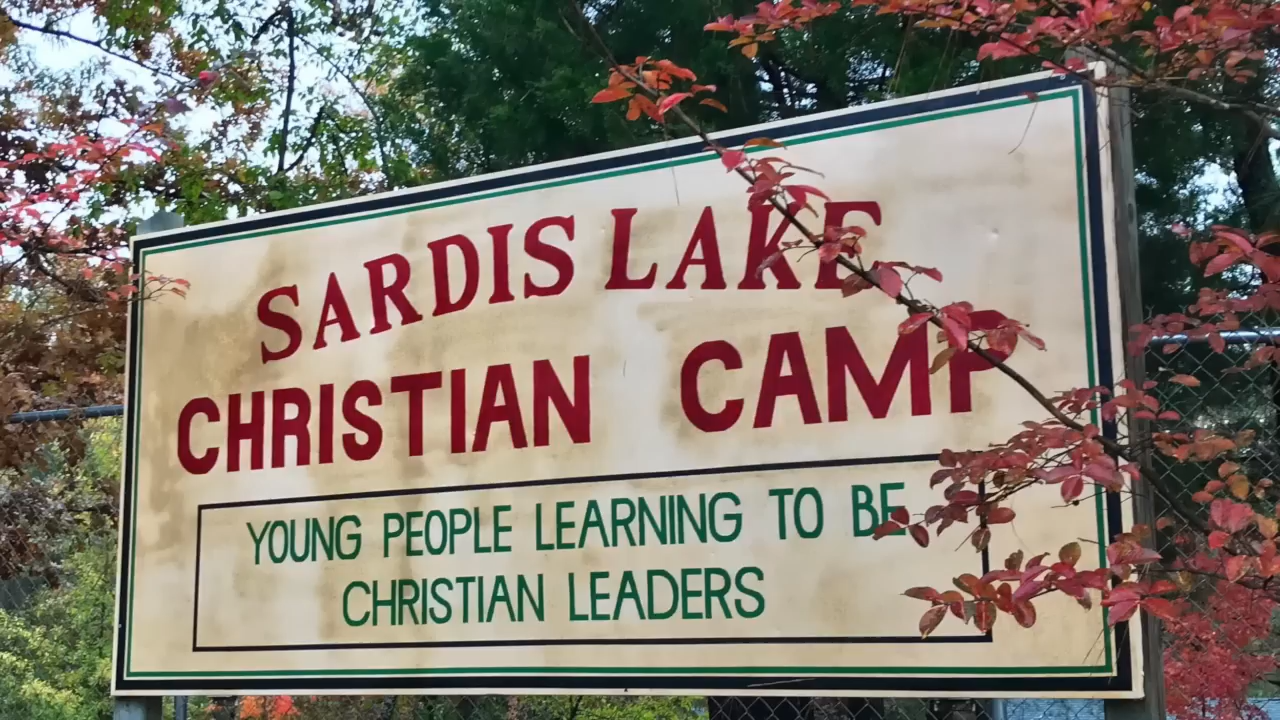 SARDIS LAKE
CHRISTIAN CAMP
YOUNG PEOPLE LEARNING TO BE
CHRISTIAN LEADERS